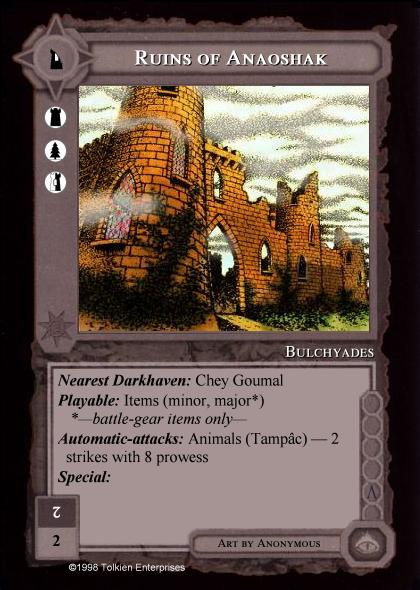 RUINS OF ANAOSHAK
BULCHYADES
Nearest Darkhaven: Chey Goumal
Playable: Items (minor, major*)
*—battle-gear items only—
Automatic-attacks: Animals (Tampâc) — 2
strikes with 8 prowess
Special:
2
2
ART BY ANONYMOUS
©1998 Tolkien Enterprises